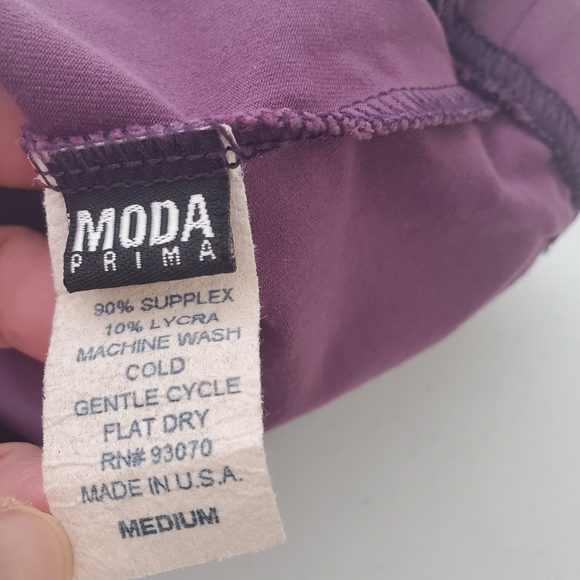 MODA
PRIMA
90% SUPPLEX
10% LYCRA
MACHINE WASH
COLD
GENTLE CYCLE
FLAT DRY
RN# 93070
MADE IN U.S.A.
MEDIUM